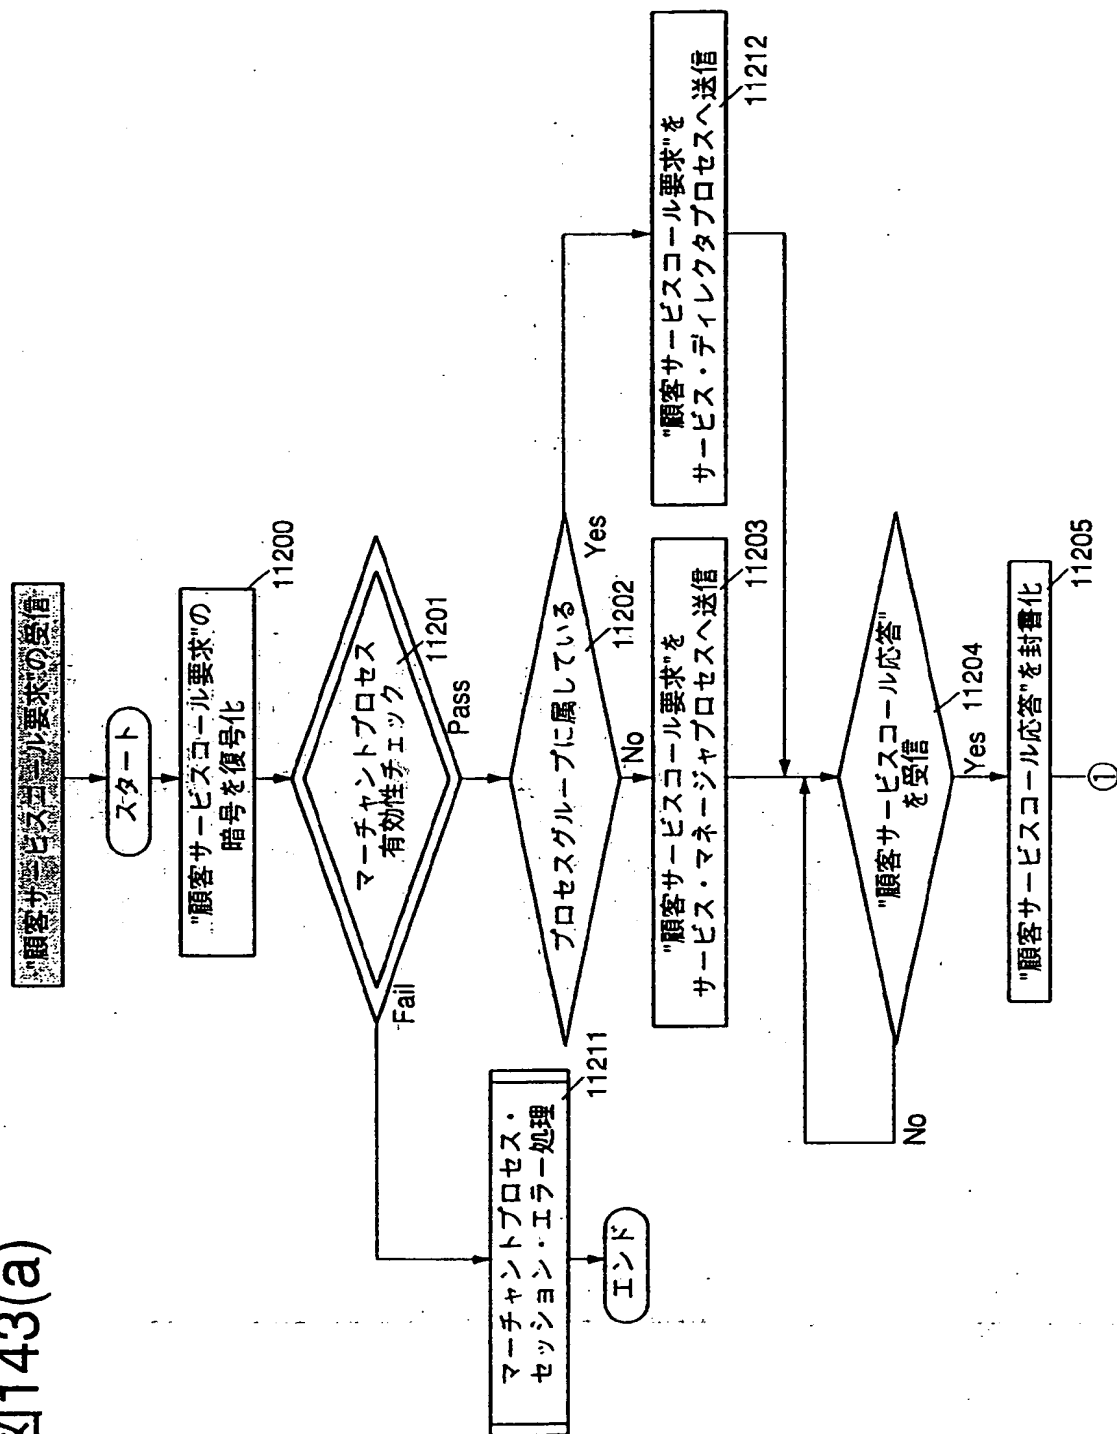 図143(a)
"顧客サービスコール要求"の受信
スタート
"顧客サービスコール要求"の
暗号を復号化
11200
マーチャントプロセス
有効性チェック
11201
Fail
Pass
マーチャントプロセス・
セッション・エラー処理
11211
エンド
プロセスグループに属している
11202
Yes
No
"顧客サービスコール要求"を
サービス・マネージャプロセスへ送信
11203
"顧客サービスコール要求"を
サービス・ディレクタプロセスへ送信
11212
"顧客サービスコール応答"
を受信
11204
No
Yes
"顧客サービスコール応答"を封書化
11205
①